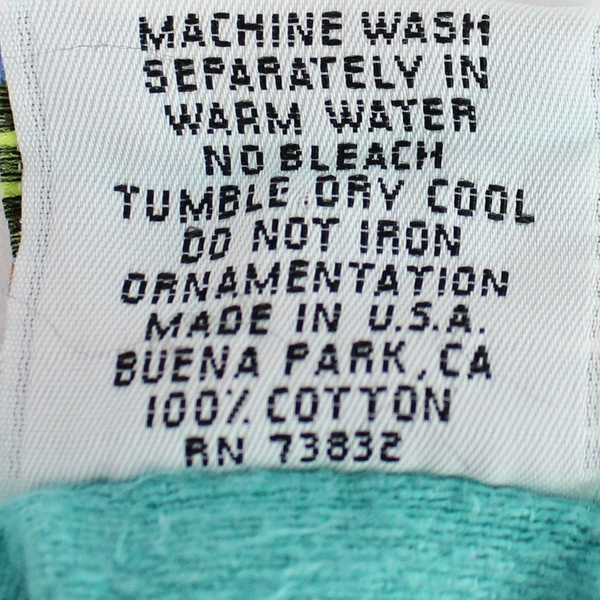 MACHINE WASH
SEPARATELY IN
WARM WATER
NO BLEACH
TUMBLE DRY COOL
DO NOT IRON
ORNAMENTATION
MADE IN U.S.A.
BUENA PARK, CA
100% COTTON
RN 73832